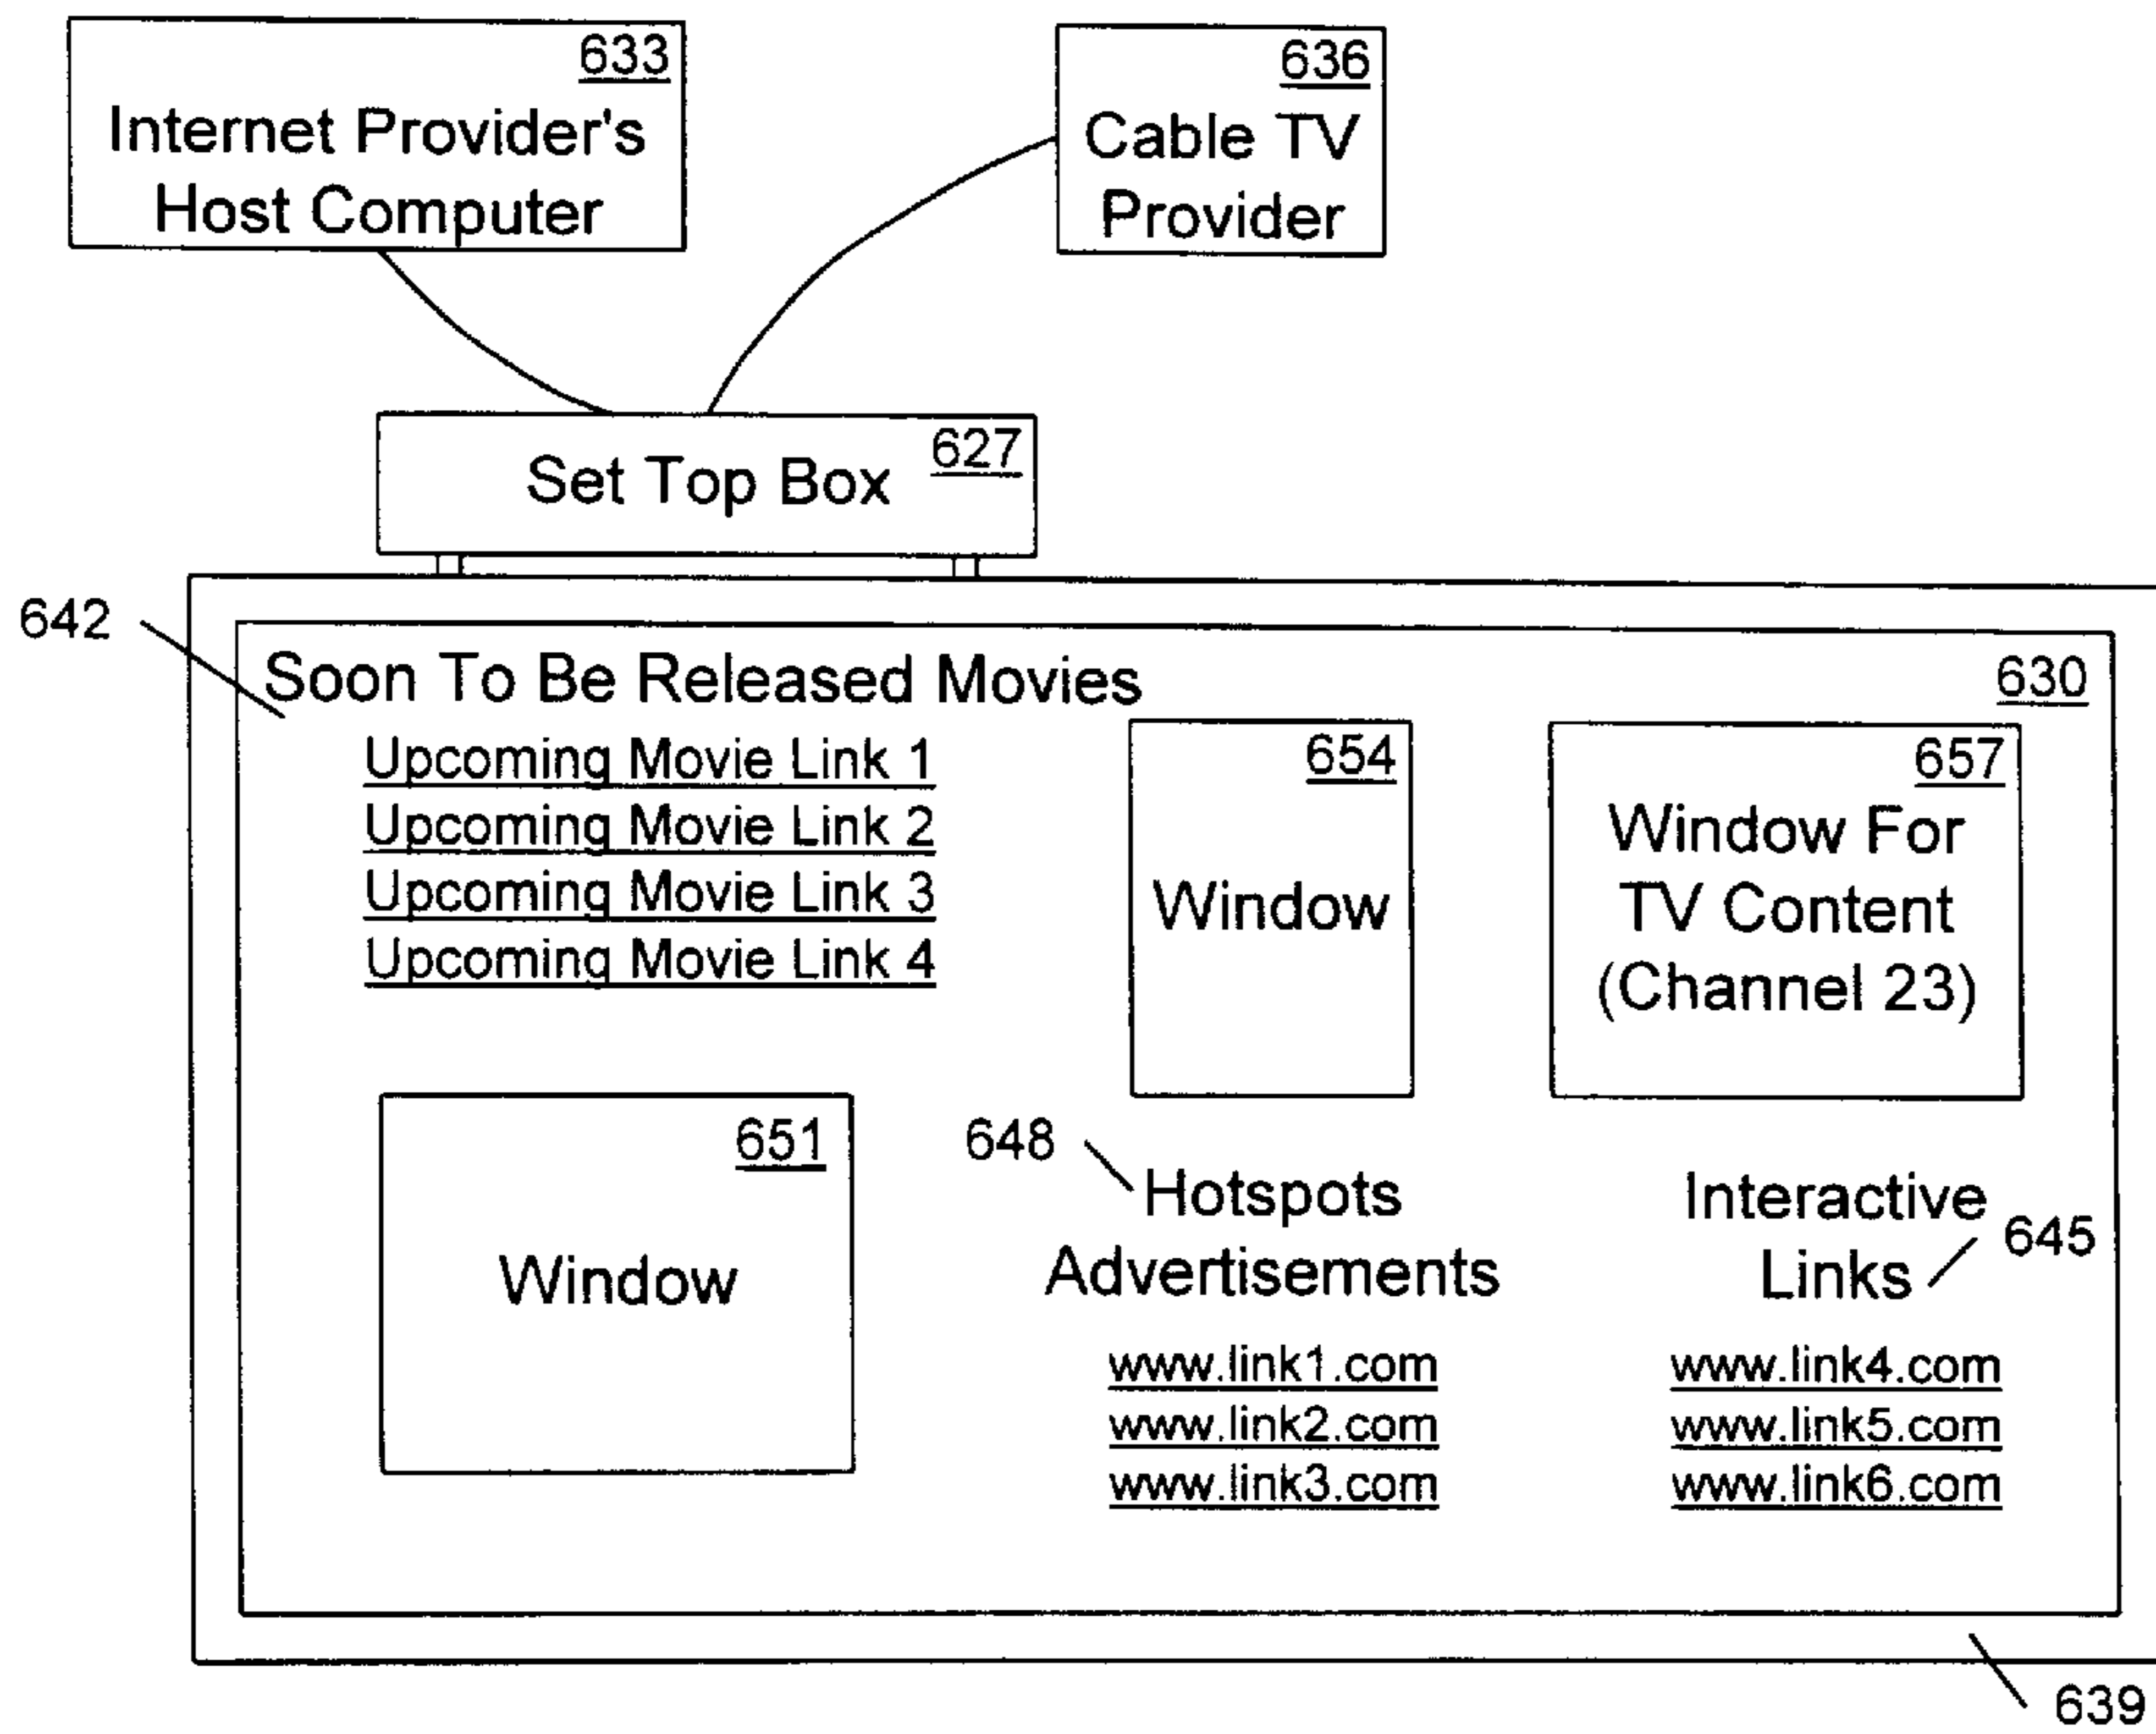 633
Internet Provider's
Host Computer
636
Cable TV
Provider
627
Set Top Box
642
Soon To Be Released Movies
630
Upcoming Movie Link 1
Upcoming Movie Link 2
Upcoming Movie Link 3
Upcoming Movie Link 4
654
Window
657
Window For
TV Content
(Channel 23)
651
Window
648
Hotspots
Advertisements
www.link1.com
www.link2.com
www.link3.com
Interactive
Links
645
www.link4.com
www.link5.com
www.link6.com
639